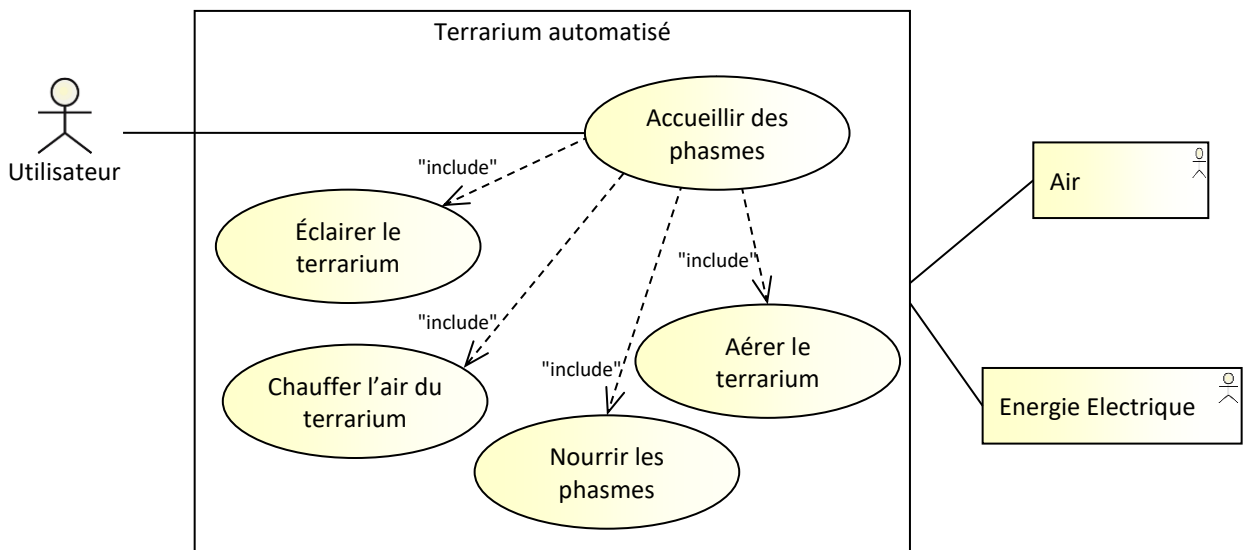 Terrarium automatisé
Utilisateur
Accueillir des
phasmes
"include"
Éclairer le
terrarium
"include"
Chauffer l’air du
terrarium
"include"
Nourrir les
phasmes
"include"
Aérer le
terrarium
Air
Energie Electrique